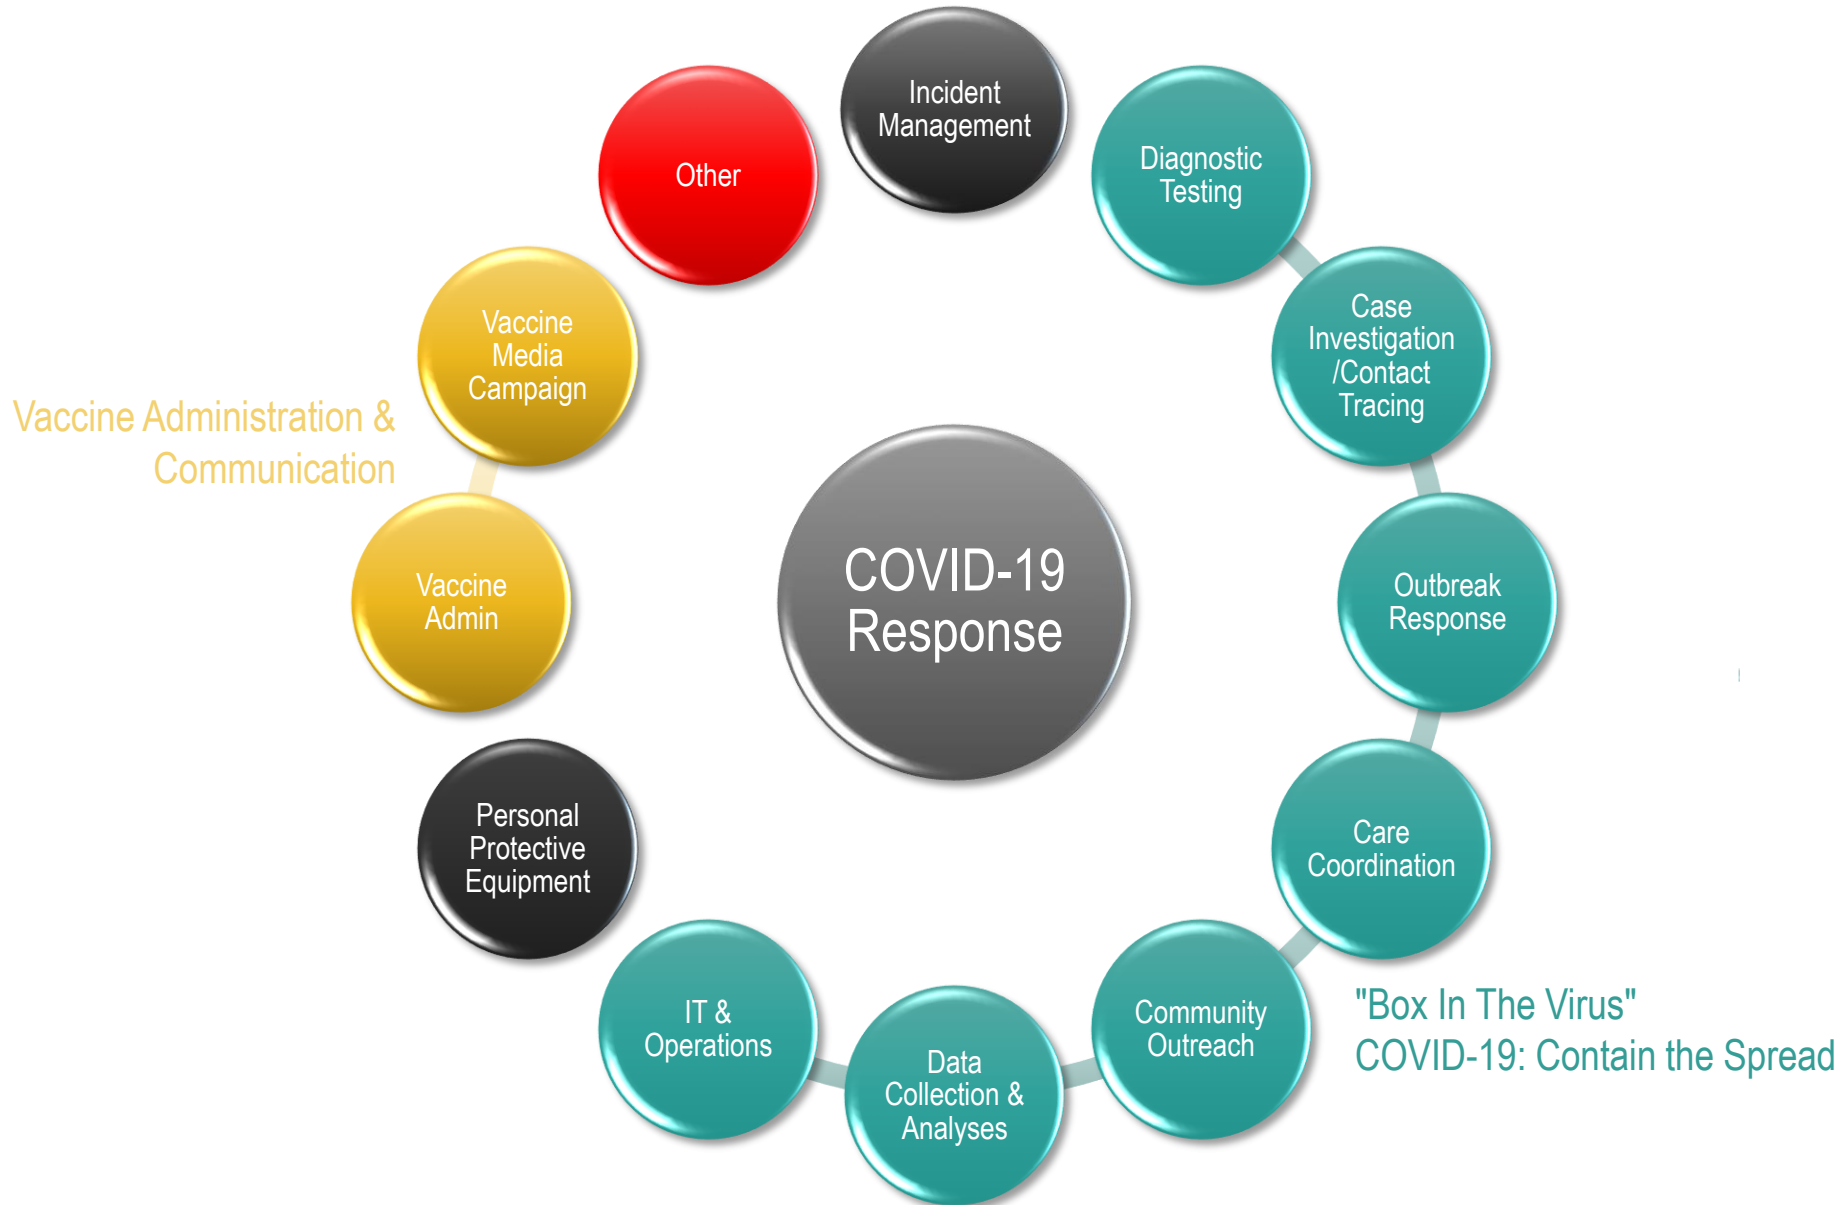 Incident
Management
Diagnostic
Testing
Case
Investigation
/Contact
Tracing
Outbreak
Response
Care
Coordination
"Box In The Virus"
COVID-19: Contain the Spread
Community
Outreach
Data
Collection &
Analyses
IT &
Operations
Personal
Protective
Equipment
Vaccine
Admin
Vaccine Administration &
Communication
Vaccine
Media
Campaign
Other
COVID-19
Response